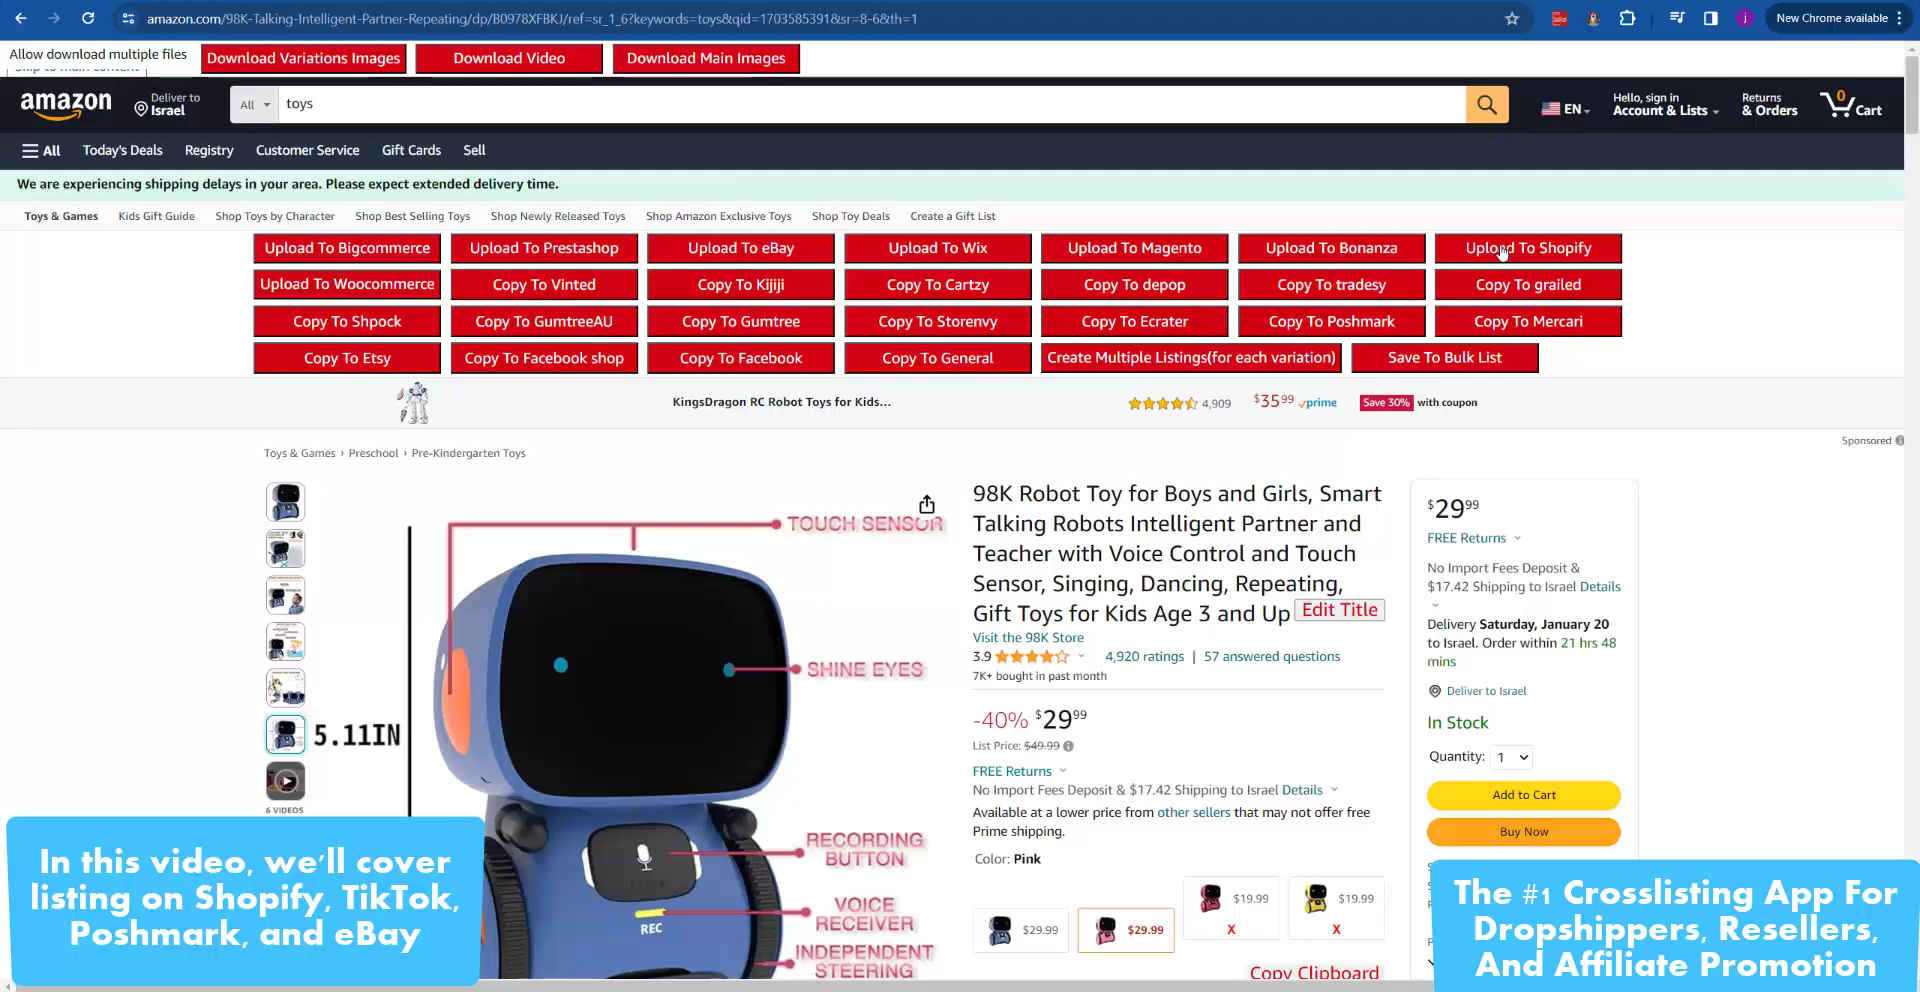 amazon.com/98K-Talking-Intelligent-Partner-Repeating/dp/B0978XFBKJ/ref=sr_1_6?keywords=toys&qid=1703585391&sr=8-6&th=1
New Chrome available
Allow download multiple files
Download Variations Images
Download Video
Download Main Images
Skip to main content
amazon
Deliver to
Israel
All
toys
EN
Hello, sign in
Account & Lists
Returns
& Orders
0
Cart
All
Today's Deals
Registry
Customer Service
Gift Cards
Sell
We are experiencing shipping delays in your area. Please expect extended delivery time.
Toys & Games
Kids Gift Guide
Shop Toys by Character
Shop Best Selling Toys
Shop Newly Released Toys
Shop Amazon Exclusive Toys
Shop Toy Deals
Create a Gift List
Upload To Bigcommerce
Upload To Prestashop
Upload To eBay
Upload To Wix
Upload To Magento
Upload To Bonanza
Upload To Shopify
Upload To Woocommerce
Copy To Vinted
Copy To Kijiji
Copy To Cartzy
Copy To depop
Copy To tradesy
Copy To grailed
Copy To Shpock
Copy To GumtreeAU
Copy To Gumtree
Copy To Storenvy
Copy To Ecrater
Copy To Poshmark
Copy To Mercari
Copy To Etsy
Copy To Facebook shop
Copy To Facebook
Copy To General
Create Multiple Listings(for each variation)
Save To Bulk List
KingsDragon RC Robot Toys for Kids...
4,909
$3599
prime
Save 30% with coupon
Sponsored
Toys & Games › Preschool › Pre-Kindergarten Toys
TOUCH SENSOR
SHINE EYES
5.11IN
RECORDING
BUTTON
VOICE
RECEIVER
REC
INDEPENDENT
STEERING
6 VIDEOS
98K Robot Toy for Boys and Girls, Smart
Talking Robots Intelligent Partner and
Teacher with Voice Control and Touch
Sensor, Singing, Dancing, Repeating,
Gift Toys for Kids Age 3 and Up
Edit Title
Visit the 98K Store
3.9
4,920 ratings | 57 answered questions
7K+ bought in past month
-40% $2999
List Price: $49.99
FREE Returns
No Import Fees Deposit & $17.42 Shipping to Israel Details
Available at a lower price from other sellers that may not offer free
Prime shipping.
Color: Pink
$29.99
$29.99
$19.99
X
$19.99
X
Copy Clipboard
$2999
FREE Returns
No Import Fees Deposit &
$17.42 Shipping to Israel Details
Delivery Saturday, January 20
to Israel. Order within 21 hrs 48
mins
Deliver to Israel
In Stock
Quantity: 1
Add to Cart
Buy Now
In this video, we'll cover
listing on Shopify, TikTok,
Poshmark, and eBay
The #1 Crosslisting App For
Dropshippers, Resellers,
And Affiliate Promotion